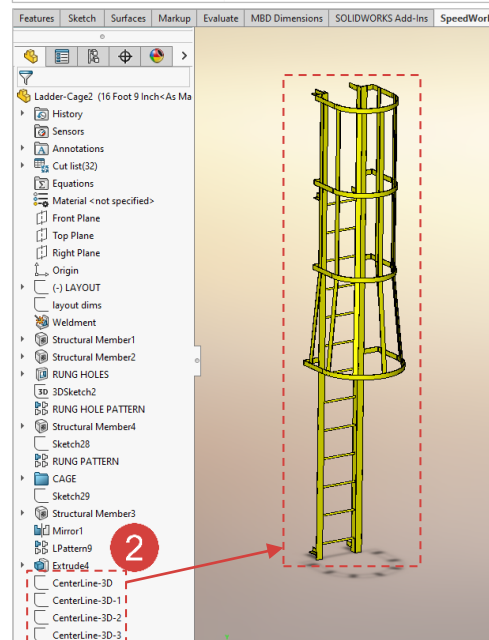 Features Sketch Surfaces Markup Evaluate MBD Dimensions SOLIDWORKS Add-Ins SpeedWork
Ladder-Cage2 (16 Foot 9 Inch<As Ma
History
Sensors
A Annotations
Cut list(32)
Equations
Material <not specified>
Front Plane
Top Plane
Right Plane
Origin
(-) LAYOUT
layout dims
Weldment
Structural Member1
Structural Member2
RUNG HOLES
3D 3DSketch2
RUNG HOLE PATTERN
Structural Member4
Sketch28
RUNG PATTERN
CAGE
Sketch29
Structural Member3
Mirror1
LPattern9
2
Extrude4
CenterLine-3D
CenterLine-3D-1
CenterLine-3D-2
CenterLine-3D-3